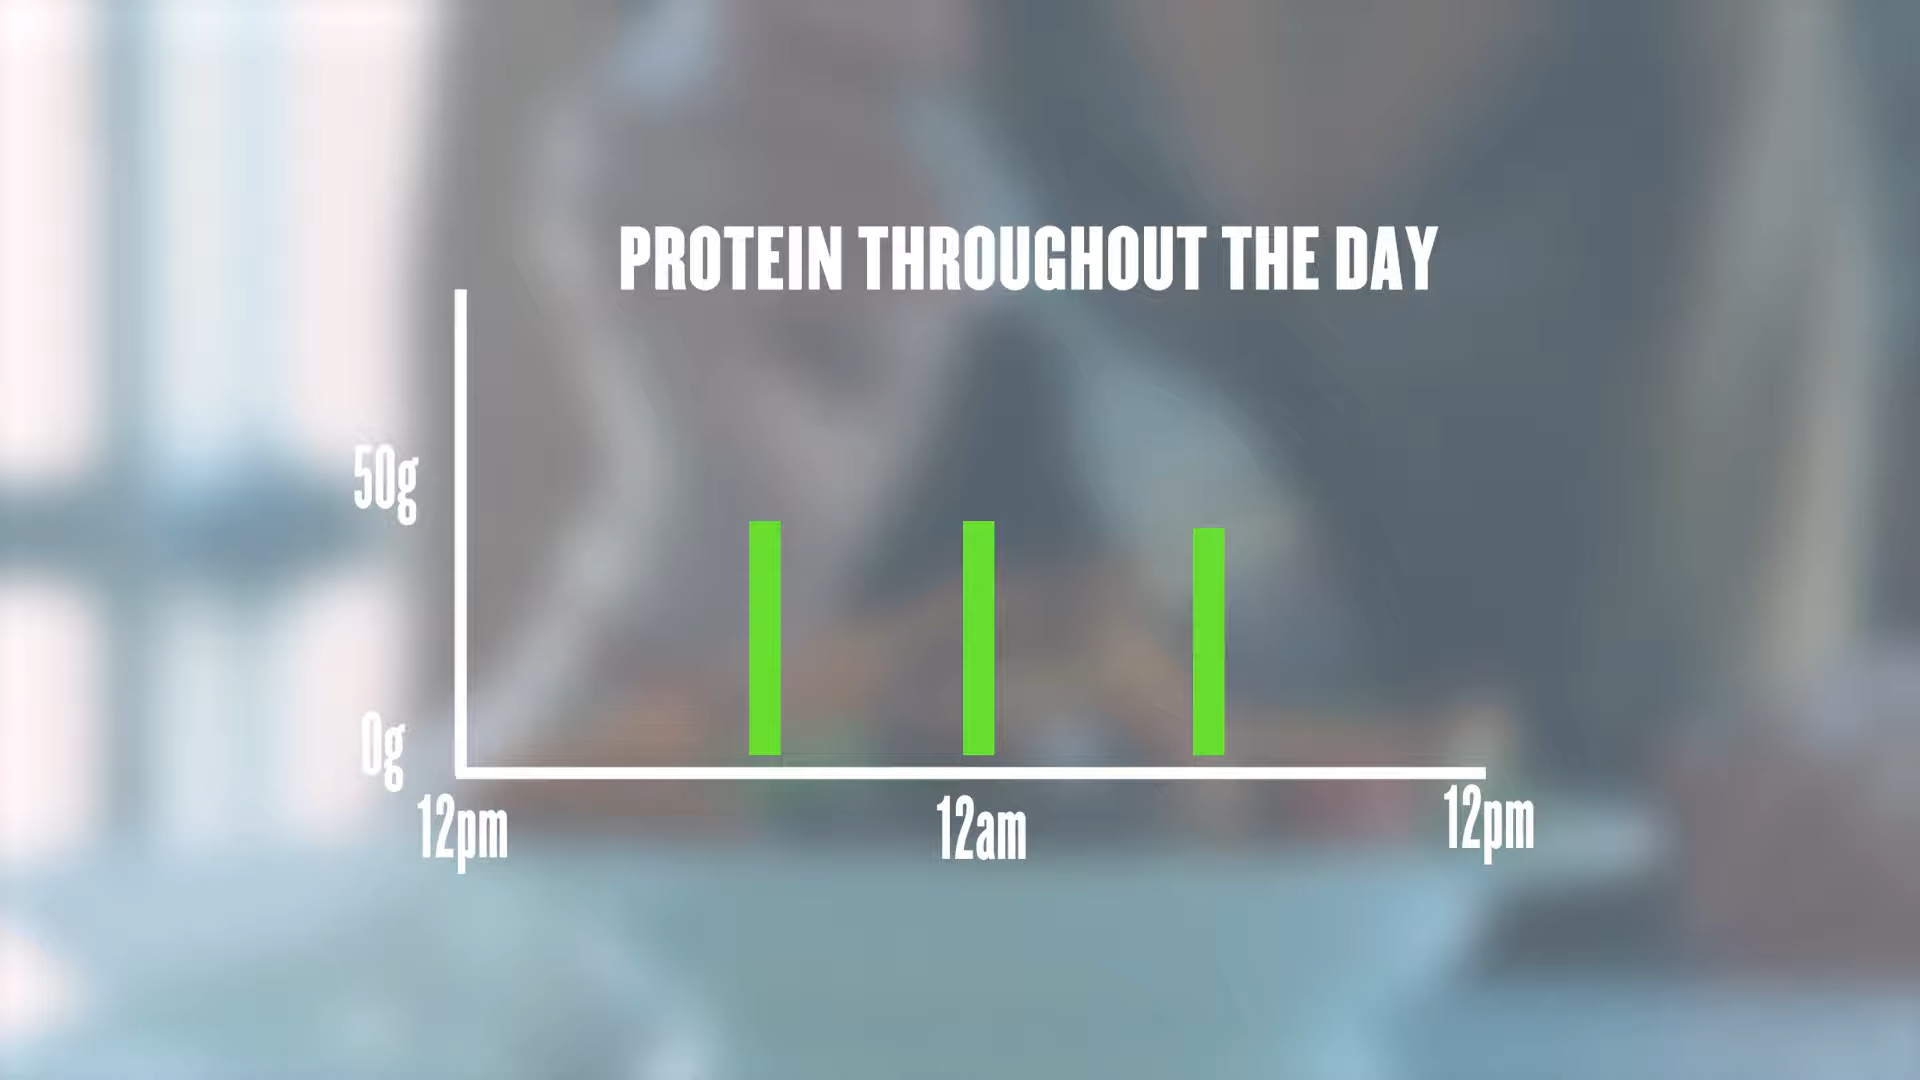 PROTEIN THROUGHOUT THE DAY
50g
0g
12pm
12am
12pm